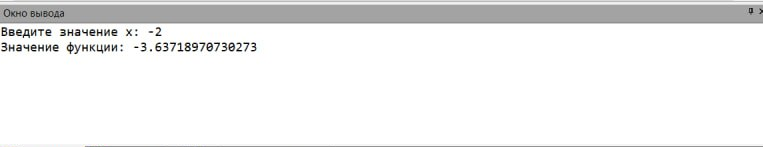 Окно вывода
Введите значение x: -2
Значение функции: -3.63718970730273